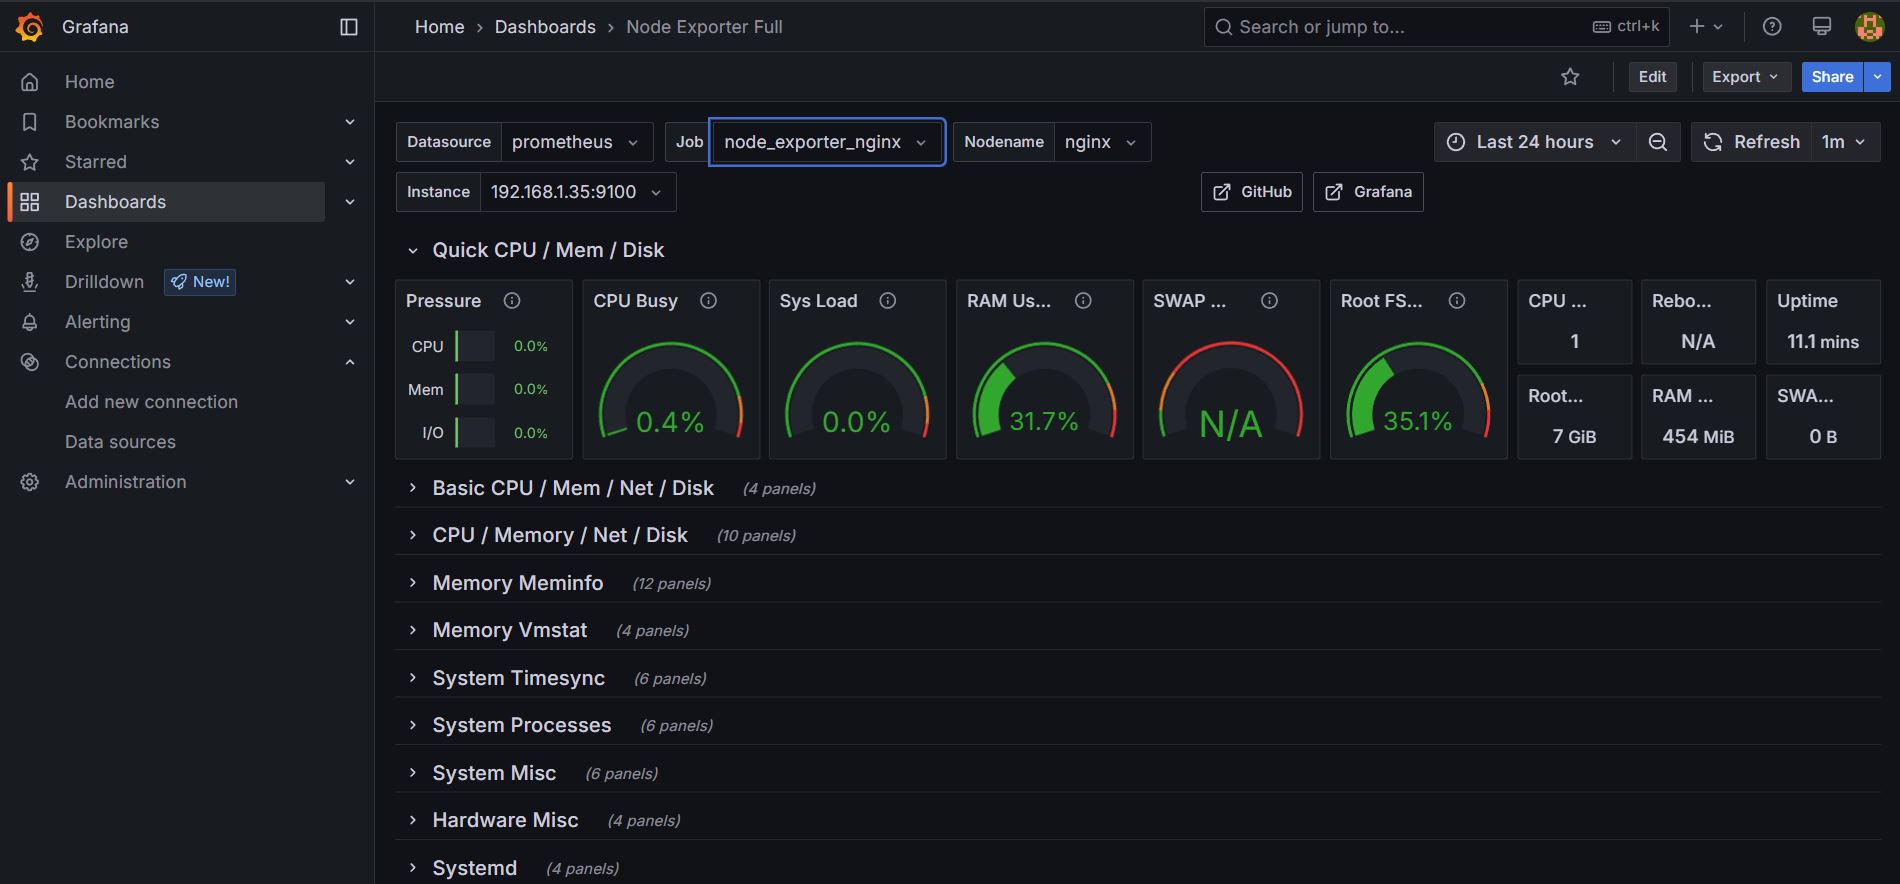 Grafana
Home
Bookmarks
Starred
Dashboards
Explore
Drilldown New!
Alerting
Connections
Add new connection
Data sources
Administration
Home › Dashboards › Node Exporter Full
Search or jump to... ctrl+k
Edit Export Share
Datasource prometheus Job node_exporter_nginx Nodename nginx Last 24 hours Refresh 1m
Instance 192.168.1.35:9100 GitHub Grafana
Quick CPU / Mem / Disk
Pressure
CPU 0.0%
Mem 0.0%
I/O 0.0%
CPU Busy
0.4%
Sys Load
0.0%
RAM Us...
31.7%
SWAP ...
N/A
Root FS...
35.1%
CPU ...
1
Rebo...
N/A
Uptime
11.1 mins
Root...
7 GiB
RAM ...
454 MiB
SWA...
0 B
Basic CPU / Mem / Net / Disk (4 panels)
CPU / Memory / Net / Disk (10 panels)
Memory Meminfo (12 panels)
Memory Vmstat (4 panels)
System Timesync (6 panels)
System Processes (6 panels)
System Misc (6 panels)
Hardware Misc (4 panels)
Systemd (4 panels)